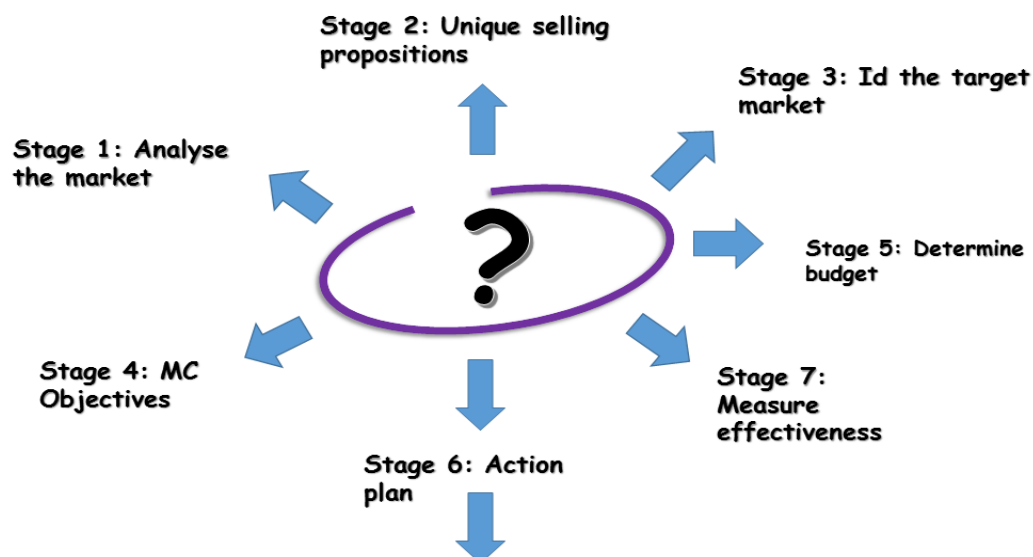 Stage 2: Unique selling
propositions
Stage 3: Id the target
market
Stage 1: Analyse
the market
?
Stage 5: Determine
budget
Stage 4: MC
Objectives
Stage 7:
Measure
effectiveness
Stage 6: Action
plan